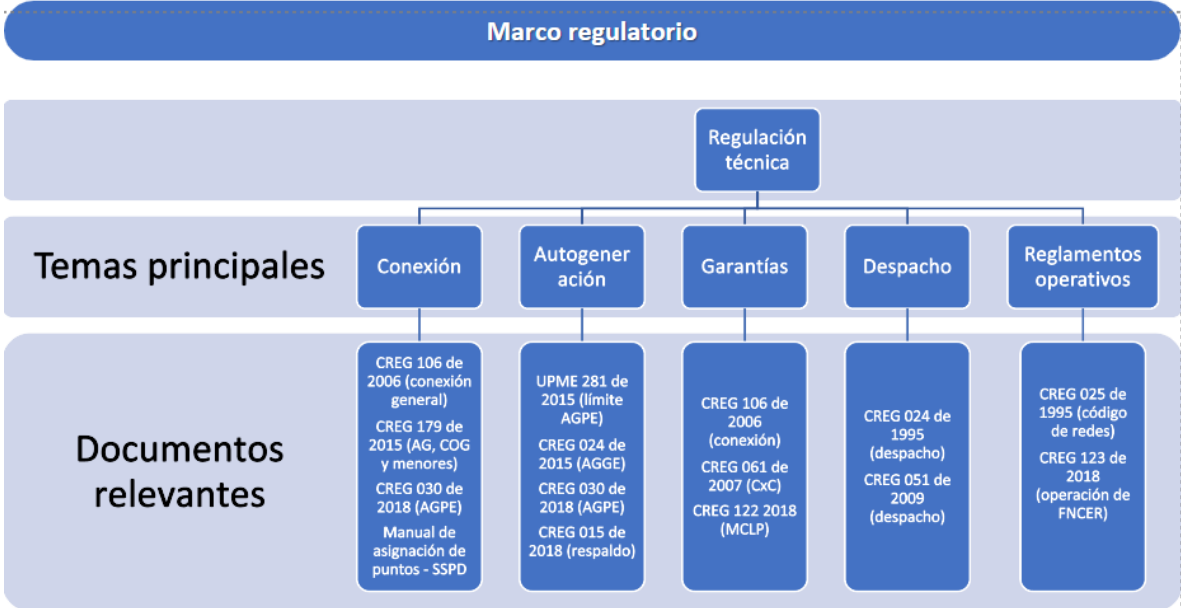 Marco regulatorio
Regulación
técnica
Temas principales
Conexión
Autogener
ación
Garantías
Despacho
Reglamentos
operativos
Documentos
relevantes
CREG 106 de
2006 (conexión
general)
CREG 179 de
2015 (AG, COG
y menores)
CREG 030 de
2018 (AGPE)
Manual de
asignación de
puntos - SSPD
UPME 281 de
2015 (límite
AGPE)
CREG 024 de
2015 (AGGE)
CREG 030 de
2018 (AGPE)
CREG 015 de
2018 (respaldo)
CREG 106 de
2006
(conexión)
CREG 061 de
2007 (CxC)
CREG 122 2018
(MCLP)
CREG 024 de
1995
(despacho)
CREG 051 de
2009
(despacho)
CREG 025 de
1995 (código
de redes)
CREG 123 de
2018
(operación de
FNCER)